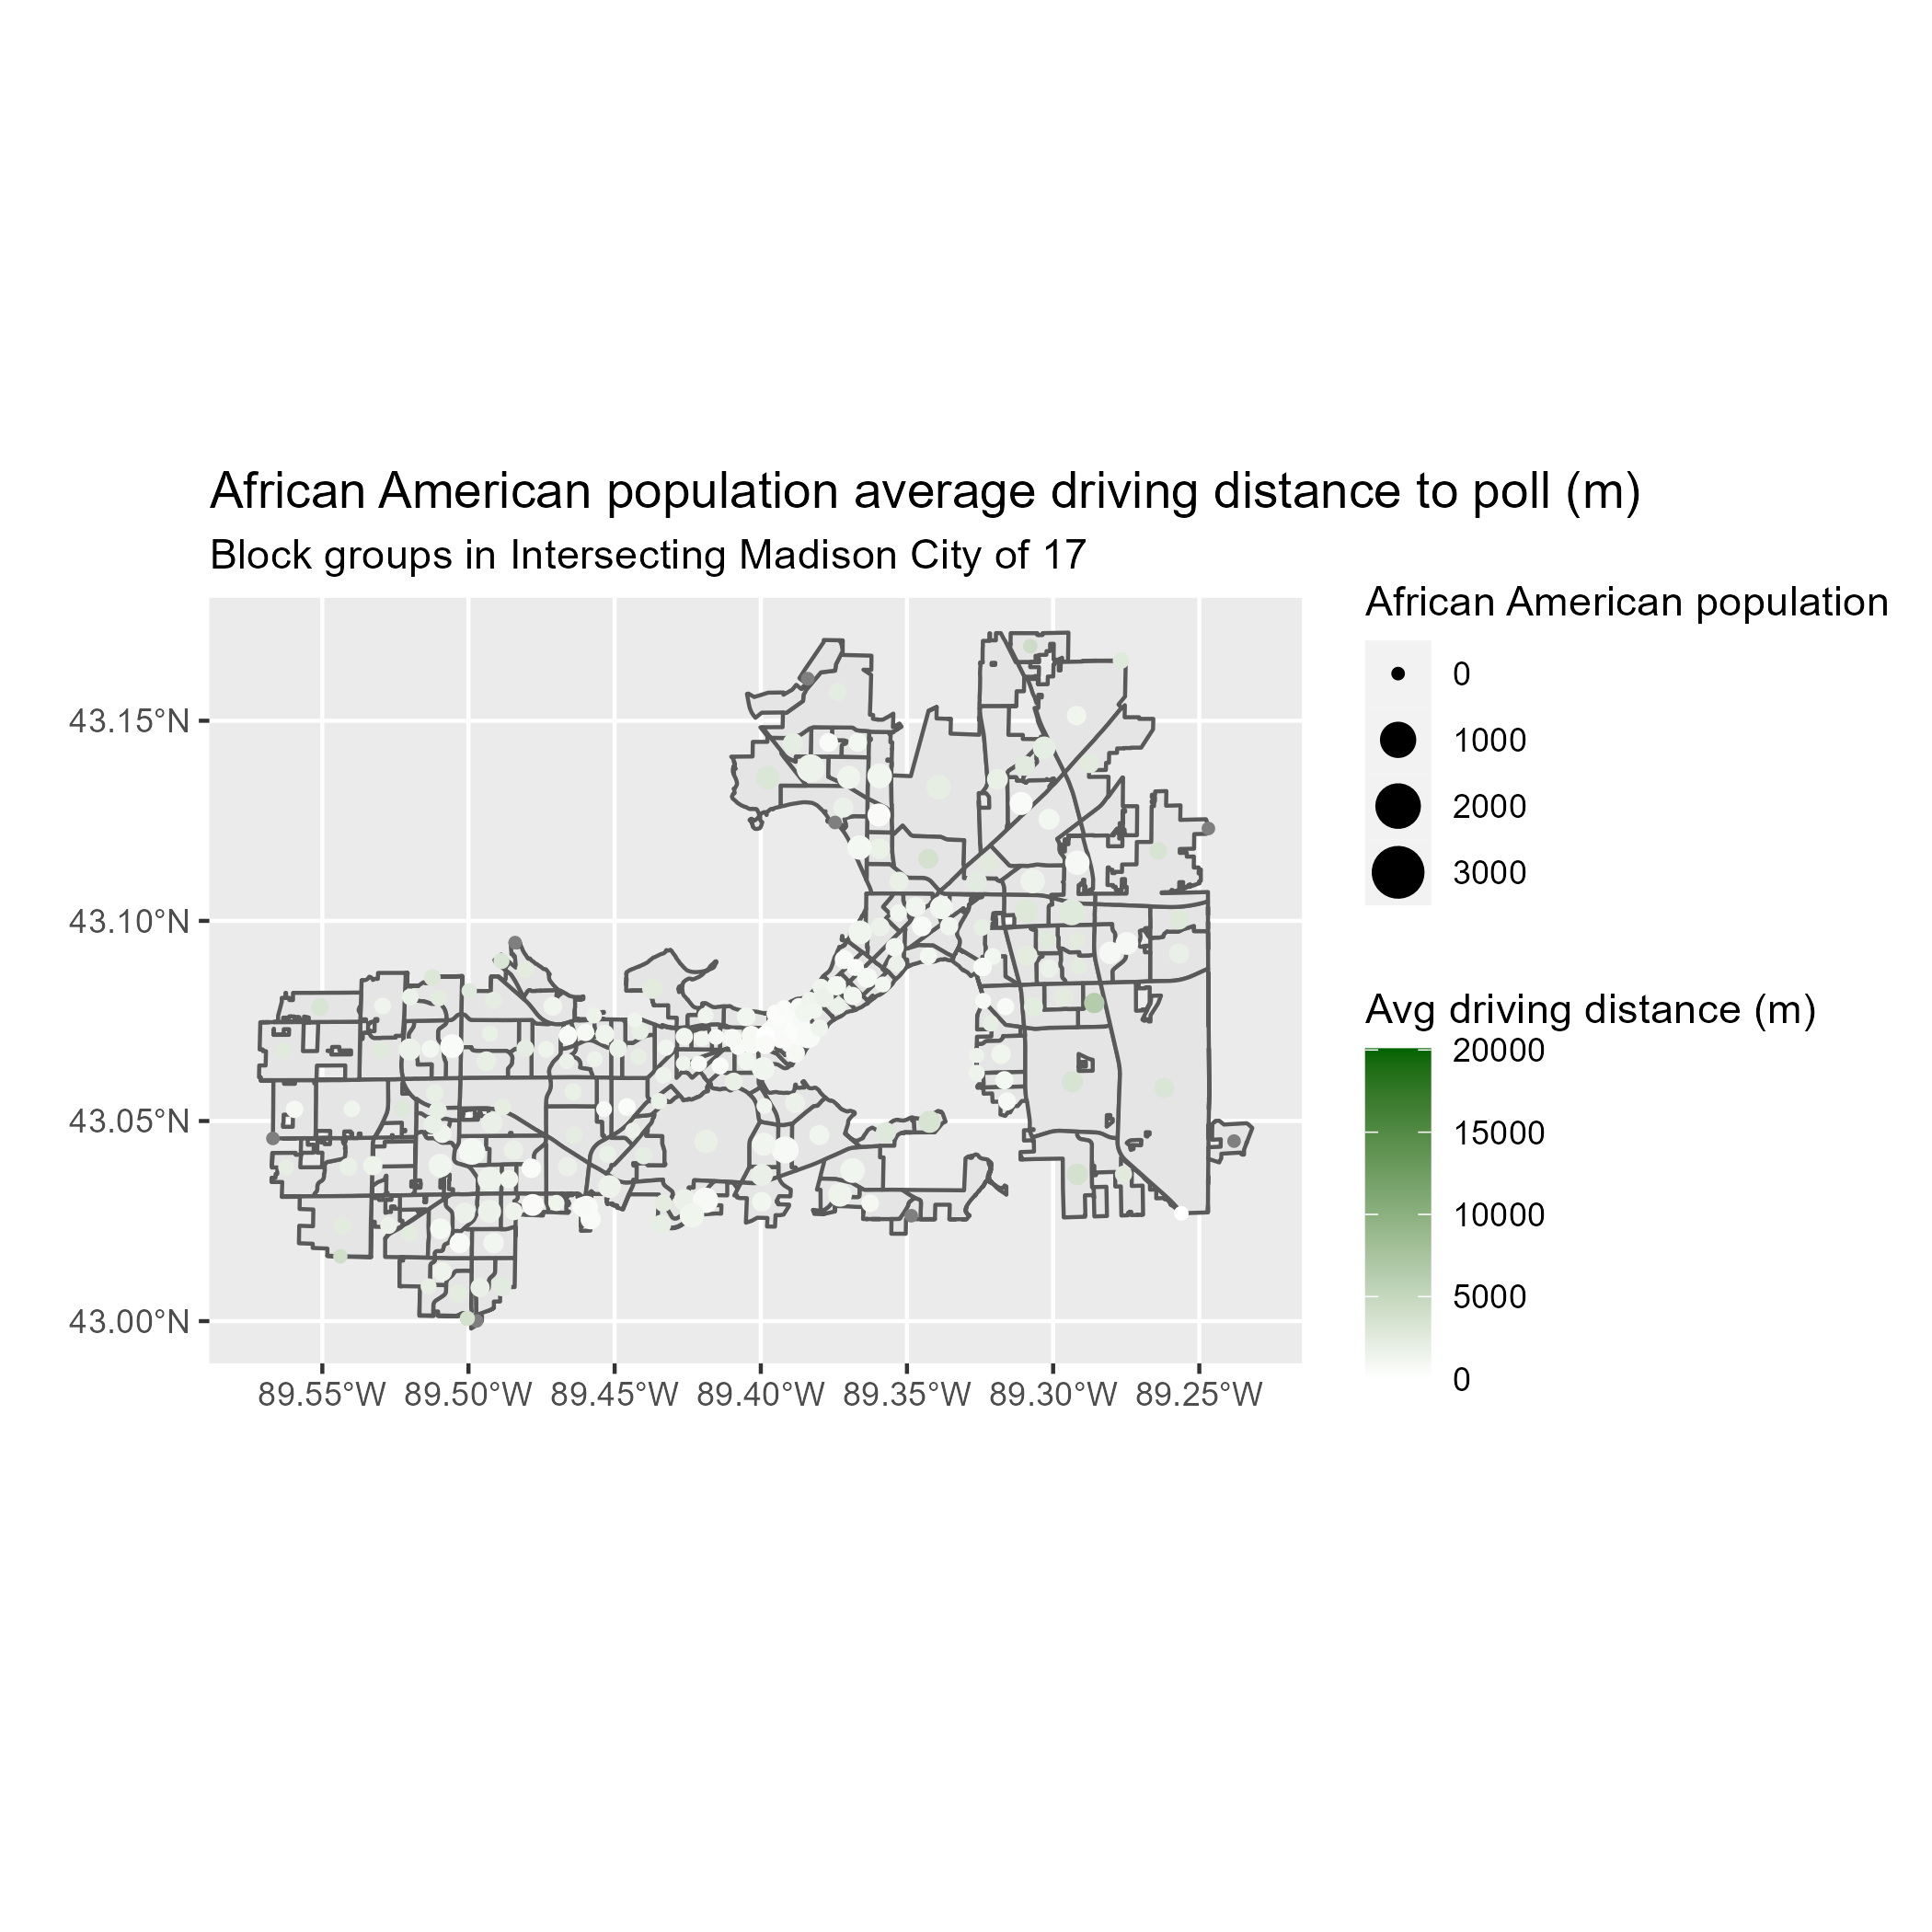 African American population average driving distance to poll (m)
Block groups in Intersecting Madison City of 17
African American population
0
1000
2000
3000
Avg driving distance (m)
20000
15000
10000
5000
0
43.15°N
43.10°N
43.05°N
43.00°N
89.55°W 89.50°W 89.45°W 89.40°W 89.35°W 89.30°W 89.25°W